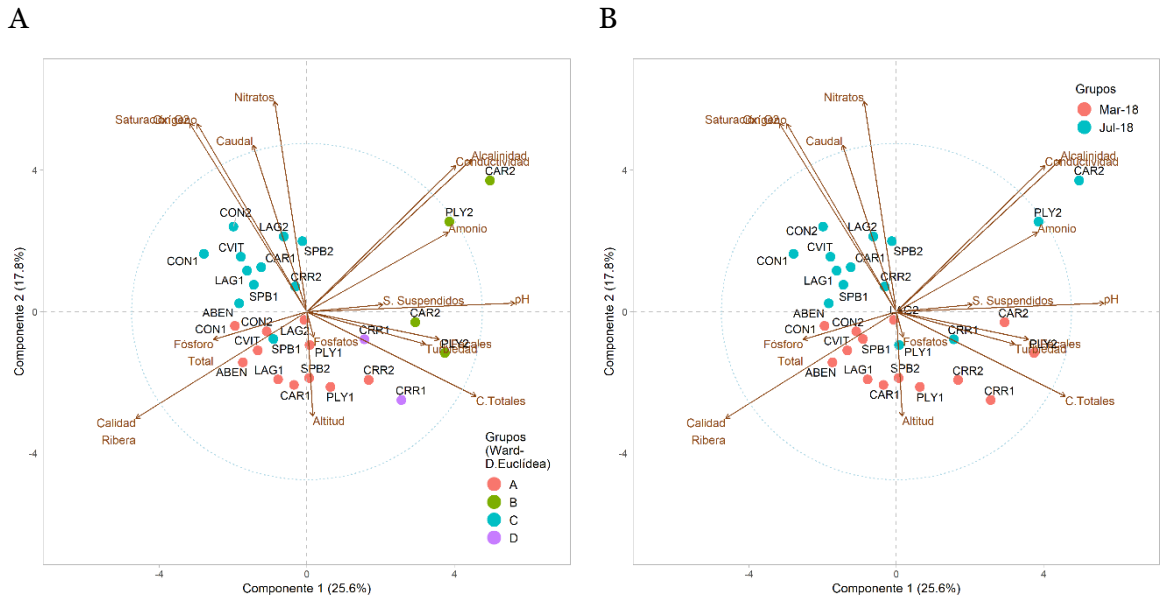 A
B
Nitratos
Saturación O2
Oxígeno
Caudal
Alcalinidad
Conductividad
CAR2
PLY2
Amonio
CON2
LAG2
SPB2
CVIT
CAR1
CON1
LAG1
CRR2
SPB1
S. Suspendidos
pH
ABEN
CON1
CON2
LAG2
CAR2
CRR1
Fósforo
Total
CVIT
SPB1
Fosfatos
PLY1
PLY2
Turbiedad
ABEN
LAG1
SPB2
CRR2
CAR1
PLY1
CRR1
C.Totales
Calidad
Ribera
Altitud
Grupos
(Ward-
D.Euclídea)
A
B
C
D
4
0
-4
-4
0
4
Componente 2 (17.8%)
Componente 1 (25.6%)
Grupos
Mar-18
Jul-18
Nitratos
Saturación O2
Oxígeno
Caudal
Alcalinidad
Conductividad
CAR2
PLY2
Amonio
CON2
LAG2
SPB2
CVIT
CAR1
CON1
LAG1
CRR2
SPB1
S. Suspendidos
pH
ABEN
CON1
CON2
CAR2
CRR1
Fósforo
Total
CVIT
SPB1
Fosfatos
PLY1
PLY2
Turbiedad
ABEN
LAG1
SPB2
CRR2
CAR1
PLY1
CRR1
C.Totales
Calidad
Ribera
Altitud
4
0
-4
-4
0
4
Componente 2 (17.8%)
Componente 1 (25.6%)